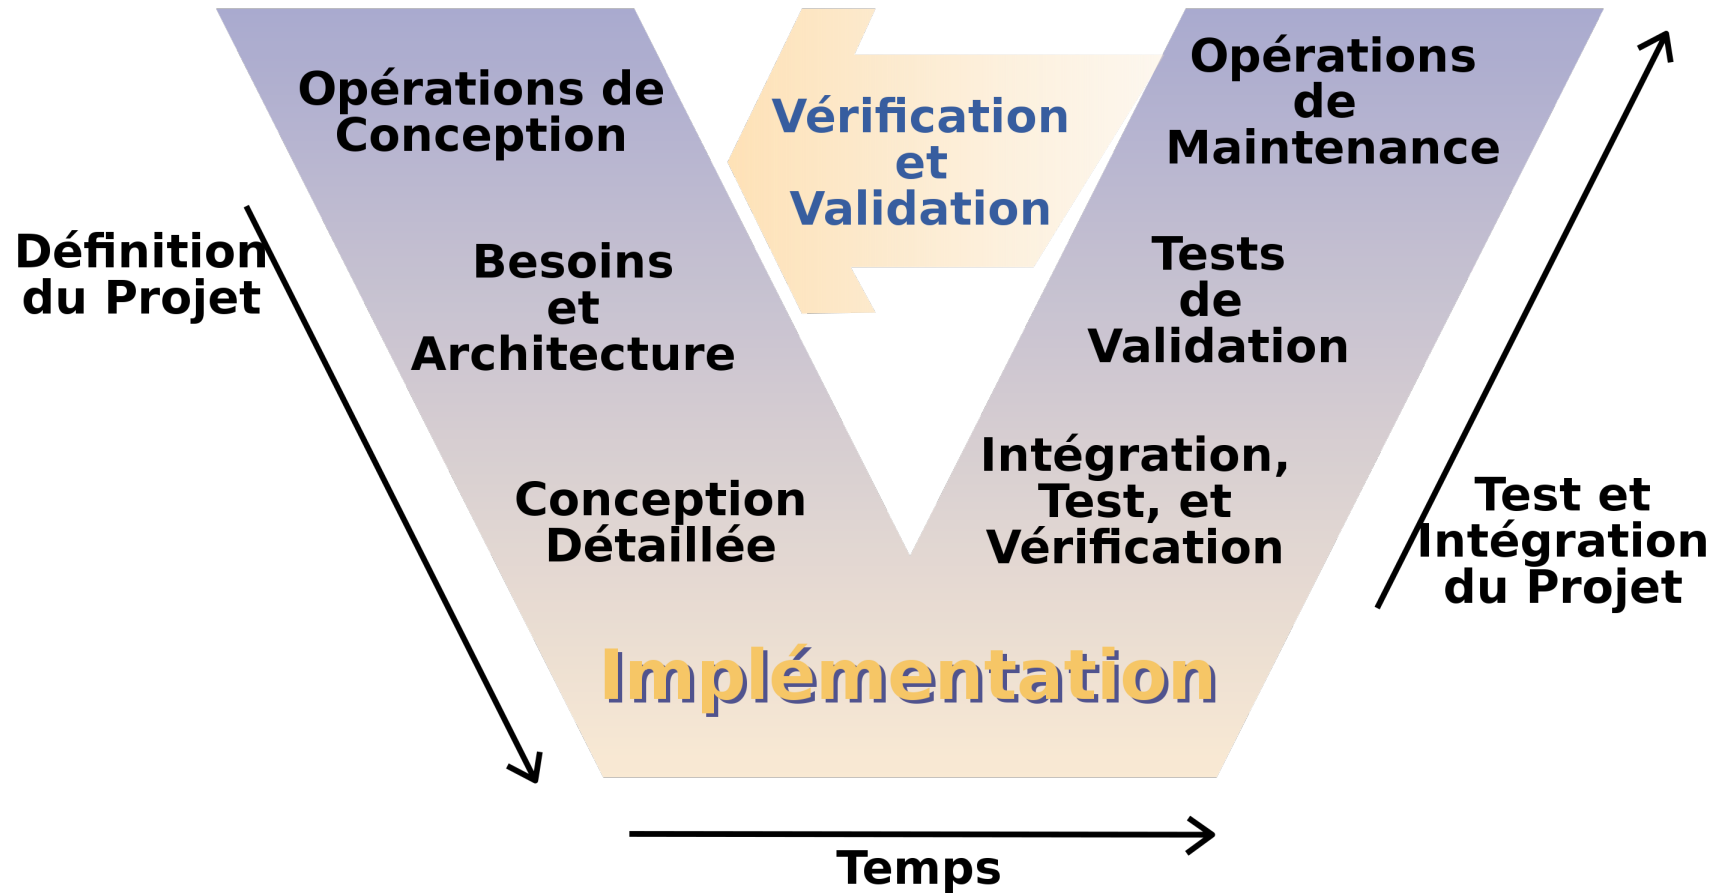 Opérations de
Conception
Vérification
et
Validation
Opérations
de
Maintenance
Définition
du Projet
Besoins
et
Architecture
Tests
de
Validation
Conception
Détaillée
Intégration,
Test, et
Vérification
Test et
Intégration
du Projet
Implémentation
Temps